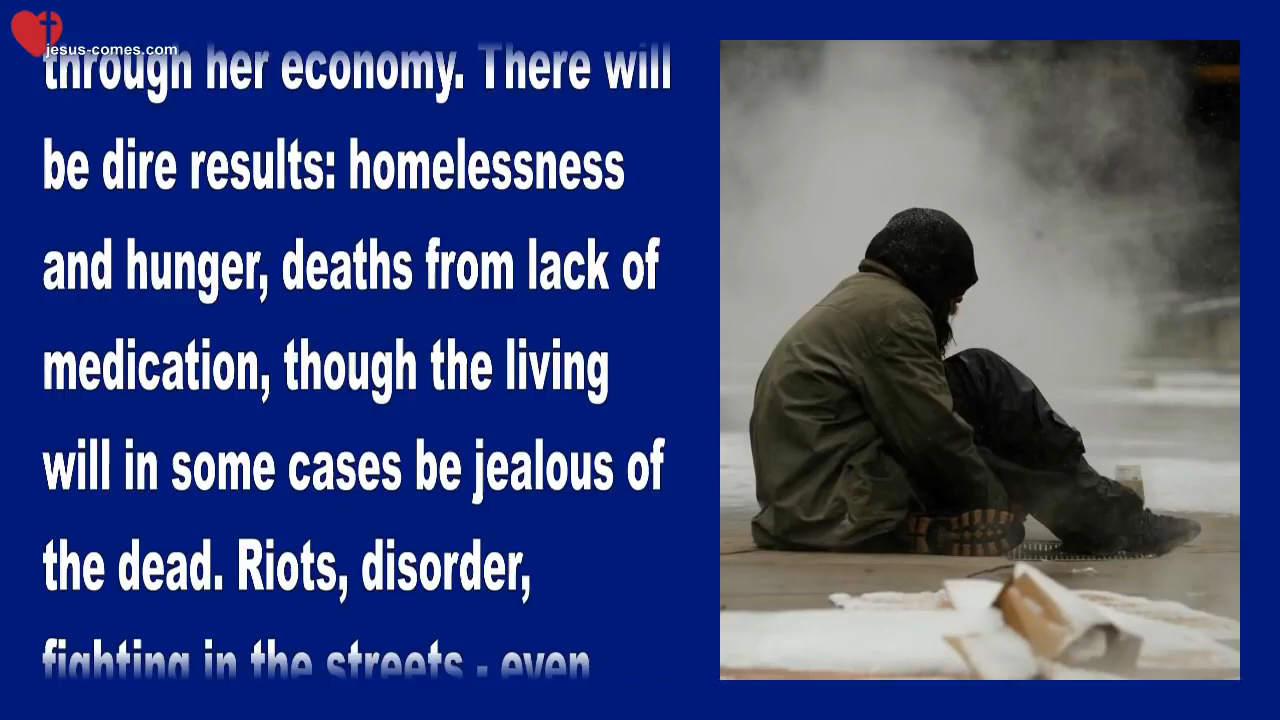 jesus-comes.com
through her economy. There will
be dire results: homelessness
and hunger, deaths from lack of
medication, though the living
will in some cases be jealous of
the dead. Riots, disorder,
fighting in the streets - even